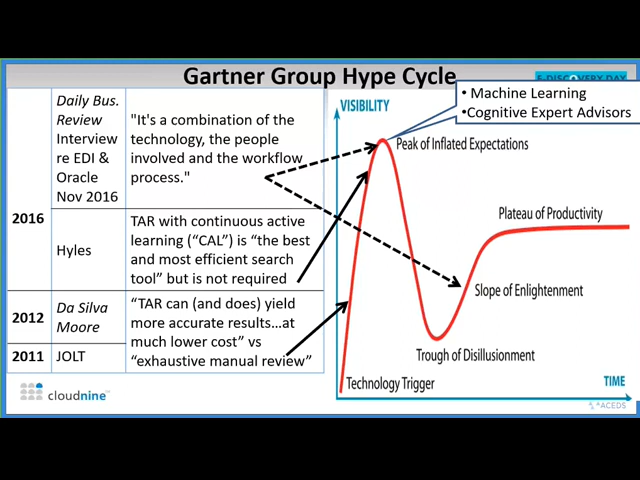 Gartner Group Hype Cycle
E-DISCOVERY DAY
• Machine Learning
•Cognitive Expert Advisors
2016
Daily Bus.
Review
Interview
re EDI &
Oracle
Nov 2016
"It's a combination of the
technology, the people
involved and the workflow
process."
Hyles
TAR with continuous active
learning (“CAL”) is “the best
and most efficient search
tool” but is not required
2012
Da Silva
Moore
2011
JOLT
“TAR can (and does) yield
more accurate results...at
much lower cost” vs
“exhaustive manual review”
VISIBILITY
Peak of Inflated Expectations
Plateau of Productivity
Slope of Enlightenment
Trough of Disillusionment
Technology Trigger
TIME
cloudnine™
ACEDS